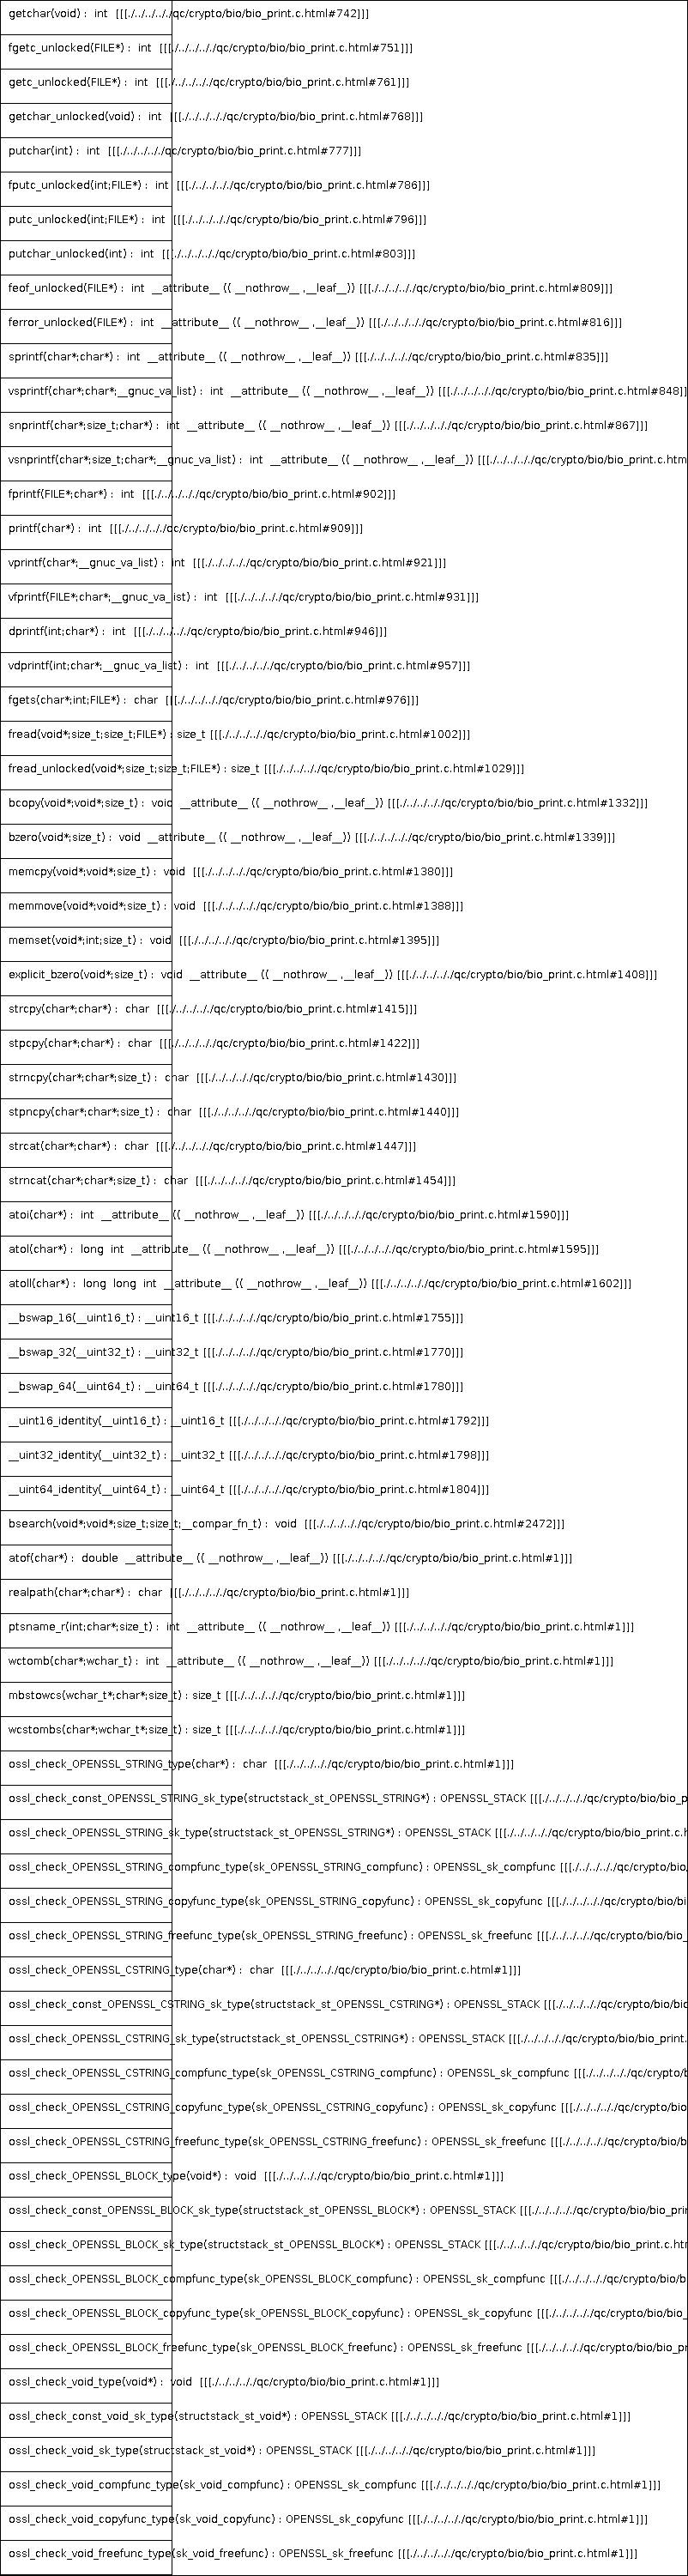 getchar(void) : int [[[./../../../qc/crypto/bio/bio_print.c.html#742]]]
fgetc_unlocked(FILE*) : int [[[./../../../qc/crypto/bio/bio_print.c.html#751]]]
getc_unlocked(FILE*) : int [[[./../../../qc/crypto/bio/bio_print.c.html#761]]]
getchar_unlocked(void) : int [[[./../../../qc/crypto/bio/bio_print.c.html#768]]]
putchar(int) : int [[[./../../../qc/crypto/bio/bio_print.c.html#777]]]
fputc_unlocked(int;FILE*) : int [[[./../../../qc/crypto/bio/bio_print.c.html#786]]]
putc_unlocked(int;FILE*) : int [[[./../../../qc/crypto/bio/bio_print.c.html#796]]]
putchar_unlocked(int) : int [[[./../../../qc/crypto/bio/bio_print.c.html#803]]]
feof_unlocked(FILE*) : int __attribute__ (( __nothrow__ ,__leaf__)) [[[./../../../qc/crypto/bio/bio_print.c.html#809]]]
ferror_unlocked(FILE*) : int __attribute__ (( __nothrow__ ,__leaf__)) [[[./../../../qc/crypto/bio/bio_print.c.html#816]]]
sprintf(char*;char*) : int __attribute__ (( __nothrow__ ,__leaf__)) [[[./../../../qc/crypto/bio/bio_print.c.html#835]]]
vsprintf(char*;char*;__gnuc_va_list) : int __attribute__ (( __nothrow__ ,__leaf__)) [[[./../../../qc/crypto/bio/bio_print.c.html#848]]
snprintf(char*;size_t;char*) : int __attribute__ (( __nothrow__ ,__leaf__)) [[[./../../../qc/crypto/bio/bio_print.c.html#867]]]
vsnprintf(char*;size_t;char*;__gnuc_va_list) : int __attribute__ (( __nothrow__ ,__leaf__)) [[[./../../../qc/crypto/bio/bio_print.c.htm
fprintf(FILE*;char*) : int [[[./../../../qc/crypto/bio/bio_print.c.html#902]]]
printf(char*) : int [[[./../../../qc/crypto/bio/bio_print.c.html#909]]]
vprintf(char*;__gnuc_va_list) : int [[[./../../../qc/crypto/bio/bio_print.c.html#921]]]
vfprintf(FILE*;char*;__gnuc_va_list) : int [[[./../../../qc/crypto/bio/bio_print.c.html#931]]]
dprintf(int;char*) : int [[[./../../../qc/crypto/bio/bio_print.c.html#946]]]
vdprintf(int;char*;__gnuc_va_list) : int [[[./../../../qc/crypto/bio/bio_print.c.html#957]]]
fgets(char*;int;FILE*) : char [[[./../../../qc/crypto/bio/bio_print.c.html#976]]]
fread(void*;size_t;size_t;FILE*) : size_t [[[./../../../qc/crypto/bio/bio_print.c.html#1002]]]
fread_unlocked(void*;size_t;size_t;FILE*) : size_t [[[./../../../qc/crypto/bio/bio_print.c.html#1029]]]
bcopy(void*;void*;size_t) : void __attribute__ (( __nothrow__ ,__leaf__)) [[[./../../../qc/crypto/bio/bio_print.c.html#1332]]]
bzero(void*;size_t) : void __attribute__ (( __nothrow__ ,__leaf__)) [[[./../../../qc/crypto/bio/bio_print.c.html#1339]]]
memcpy(void*;void*;size_t) : void [[[./../../../qc/crypto/bio/bio_print.c.html#1380]]]
memmove(void*;void*;size_t) : void [[[./../../../qc/crypto/bio/bio_print.c.html#1388]]]
memset(void*;int;size_t) : void [[[./../../../qc/crypto/bio/bio_print.c.html#1395]]]
explicit_bzero(void*;size_t) : void __attribute__ (( __nothrow__ ,__leaf__)) [[[./../../../qc/crypto/bio/bio_print.c.html#1408]]]
strcpy(char*;char*) : char [[[./../../../qc/crypto/bio/bio_print.c.html#1415]]]
stpcpy(char*;char*) : char [[[./../../../qc/crypto/bio/bio_print.c.html#1422]]]
strncpy(char*;char*;size_t) : char [[[./../../../qc/crypto/bio/bio_print.c.html#1430]]]
stpncpy(char*;char*;size_t) : char [[[./../../../qc/crypto/bio/bio_print.c.html#1440]]]
strcat(char*;char*) : char [[[./../../../qc/crypto/bio/bio_print.c.html#1447]]]
strncat(char*;char*;size_t) : char [[[./../../../qc/crypto/bio/bio_print.c.html#1454]]]
atoi(char*) : int __attribute__ (( __nothrow__ ,__leaf__)) [[[./../../../qc/crypto/bio/bio_print.c.html#1590]]]
atol(char*) : long int __attribute__ (( __nothrow__ ,__leaf__)) [[[./../../../qc/crypto/bio/bio_print.c.html#1595]]]
atoll(char*) : long long int __attribute__ (( __nothrow__ ,__leaf__)) [[[./../../../qc/crypto/bio/bio_print.c.html#1602]]]
__bswap_16(__uint16_t) : __uint16_t [[[./../../../qc/crypto/bio/bio_print.c.html#1755]]]
__bswap_32(__uint32_t) : __uint32_t [[[./../../../qc/crypto/bio/bio_print.c.html#1770]]]
__bswap_64(__uint64_t) : __uint64_t [[[./../../../qc/crypto/bio/bio_print.c.html#1780]]]
__uint16_identity(__uint16_t) : __uint16_t [[[./../../../qc/crypto/bio/bio_print.c.html#1792]]]
__uint32_identity(__uint32_t) : __uint32_t [[[./../../../qc/crypto/bio/bio_print.c.html#1798]]]
__uint64_identity(__uint64_t) : __uint64_t [[[./../../../qc/crypto/bio/bio_print.c.html#1804]]]
bsearch(void*;void*;size_t;size_t;__compar_fn_t) : void [[[./../../../qc/crypto/bio/bio_print.c.html#2472]]]
atof(char*) : double __attribute__ (( __nothrow__ ,__leaf__)) [[[./../../../qc/crypto/bio/bio_print.c.html#1]]]
realpath(char*;char*) : char [[[./../../../qc/crypto/bio/bio_print.c.html#1]]]
ptsname_r(int;char*;size_t) : int __attribute__ (( __nothrow__ ,__leaf__)) [[[./../../../qc/crypto/bio/bio_print.c.html#1]]]
wctomb(char*;wchar_t) : int __attribute__ (( __nothrow__ ,__leaf__)) [[[./../../../qc/crypto/bio/bio_print.c.html#1]]]
mbstowcs(wchar_t*;char*;size_t) : size_t [[[./../../../qc/crypto/bio/bio_print.c.html#1]]]
wcstombs(char*;wchar_t*;size_t) : size_t [[[./../../../qc/crypto/bio/bio_print.c.html#1]]]
ossl_check_OPENSSL_STRING_type(char*) : char [[[./../../../qc/crypto/bio/bio_print.c.html#1]]]
ossl_check_const_OPENSSL_STRING_sk_type(structstack_st_OPENSSL_STRING*) : OPENSSL_STACK [[[./../../../qc/crypto/bio/bio_p
ossl_check_OPENSSL_STRING_sk_type(structstack_st_OPENSSL_STRING*) : OPENSSL_STACK [[[./../../../qc/crypto/bio/bio_print.c.h
ossl_check_OPENSSL_STRING_compfunc_type(sk_OPENSSL_STRING_compfunc) : OPENSSL_sk_compfunc [[[./../../../qc/crypto/bio/
ossl_check_OPENSSL_STRING_copyfunc_type(sk_OPENSSL_STRING_copyfunc) : OPENSSL_sk_copyfunc [[[./../../../qc/crypto/bio/bi
ossl_check_OPENSSL_STRING_freefunc_type(sk_OPENSSL_STRING_freefunc) : OPENSSL_sk_freefunc [[[./../../../qc/crypto/bio/bio_
ossl_check_OPENSSL_CSTRING_type(char*) : char [[[./../../../qc/crypto/bio/bio_print.c.html#1]]]
ossl_check_const_OPENSSL_CSTRING_sk_type(structstack_st_OPENSSL_CSTRING*) : OPENSSL_STACK [[[./../../../qc/crypto/bio/bio
ossl_check_OPENSSL_CSTRING_sk_type(structstack_st_OPENSSL_CSTRING*) : OPENSSL_STACK [[[./../../../qc/crypto/bio/bio_print.
ossl_check_OPENSSL_CSTRING_compfunc_type(sk_OPENSSL_CSTRING_compfunc) : OPENSSL_sk_compfunc [[[./../../../qc/crypto/b
ossl_check_OPENSSL_CSTRING_copyfunc_type(sk_OPENSSL_CSTRING_copyfunc) : OPENSSL_sk_copyfunc [[[./../../../qc/crypto/bio
ossl_check_OPENSSL_CSTRING_freefunc_type(sk_OPENSSL_CSTRING_freefunc) : OPENSSL_sk_freefunc [[[./../../../qc/crypto/bio/b
ossl_check_OPENSSL_BLOCK_type(void*) : void [[[./../../../qc/crypto/bio/bio_print.c.html#1]]]
ossl_check_const_OPENSSL_BLOCK_sk_type(structstack_st_OPENSSL_BLOCK*) : OPENSSL_STACK [[[./../../../qc/crypto/bio/bio_prin
ossl_check_OPENSSL_BLOCK_sk_type(structstack_st_OPENSSL_BLOCK*) : OPENSSL_STACK [[[./../../../qc/crypto/bio/bio_print.c.htm
ossl_check_OPENSSL_BLOCK_compfunc_type(sk_OPENSSL_BLOCK_compfunc) : OPENSSL_sk_compfunc [[[./../../../qc/crypto/bio/b
ossl_check_OPENSSL_BLOCK_copyfunc_type(sk_OPENSSL_BLOCK_copyfunc) : OPENSSL_sk_copyfunc [[[./../../../qc/crypto/bio/bio_
ossl_check_OPENSSL_BLOCK_freefunc_type(sk_OPENSSL_BLOCK_freefunc) : OPENSSL_sk_freefunc [[[./../../../qc/crypto/bio/bio_pr
ossl_check_void_type(void*) : void [[[./../../../qc/crypto/bio/bio_print.c.html#1]]]
ossl_check_const_void_sk_type(structstack_st_void*) : OPENSSL_STACK [[[./../../../qc/crypto/bio/bio_print.c.html#1]]]
ossl_check_void_sk_type(structstack_st_void*) : OPENSSL_STACK [[[./../../../qc/crypto/bio/bio_print.c.html#1]]]
ossl_check_void_compfunc_type(sk_void_compfunc) : OPENSSL_sk_compfunc [[[./../../../qc/crypto/bio/bio_print.c.html#1]]]
ossl_check_void_copyfunc_type(sk_void_copyfunc) : OPENSSL_sk_copyfunc [[[./../../../qc/crypto/bio/bio_print.c.html#1]]]
ossl_check_void_freefunc_type(sk_void_freefunc) : OPENSSL_sk_freefunc [[[./../../../qc/crypto/bio/bio_print.c.html#1]]]